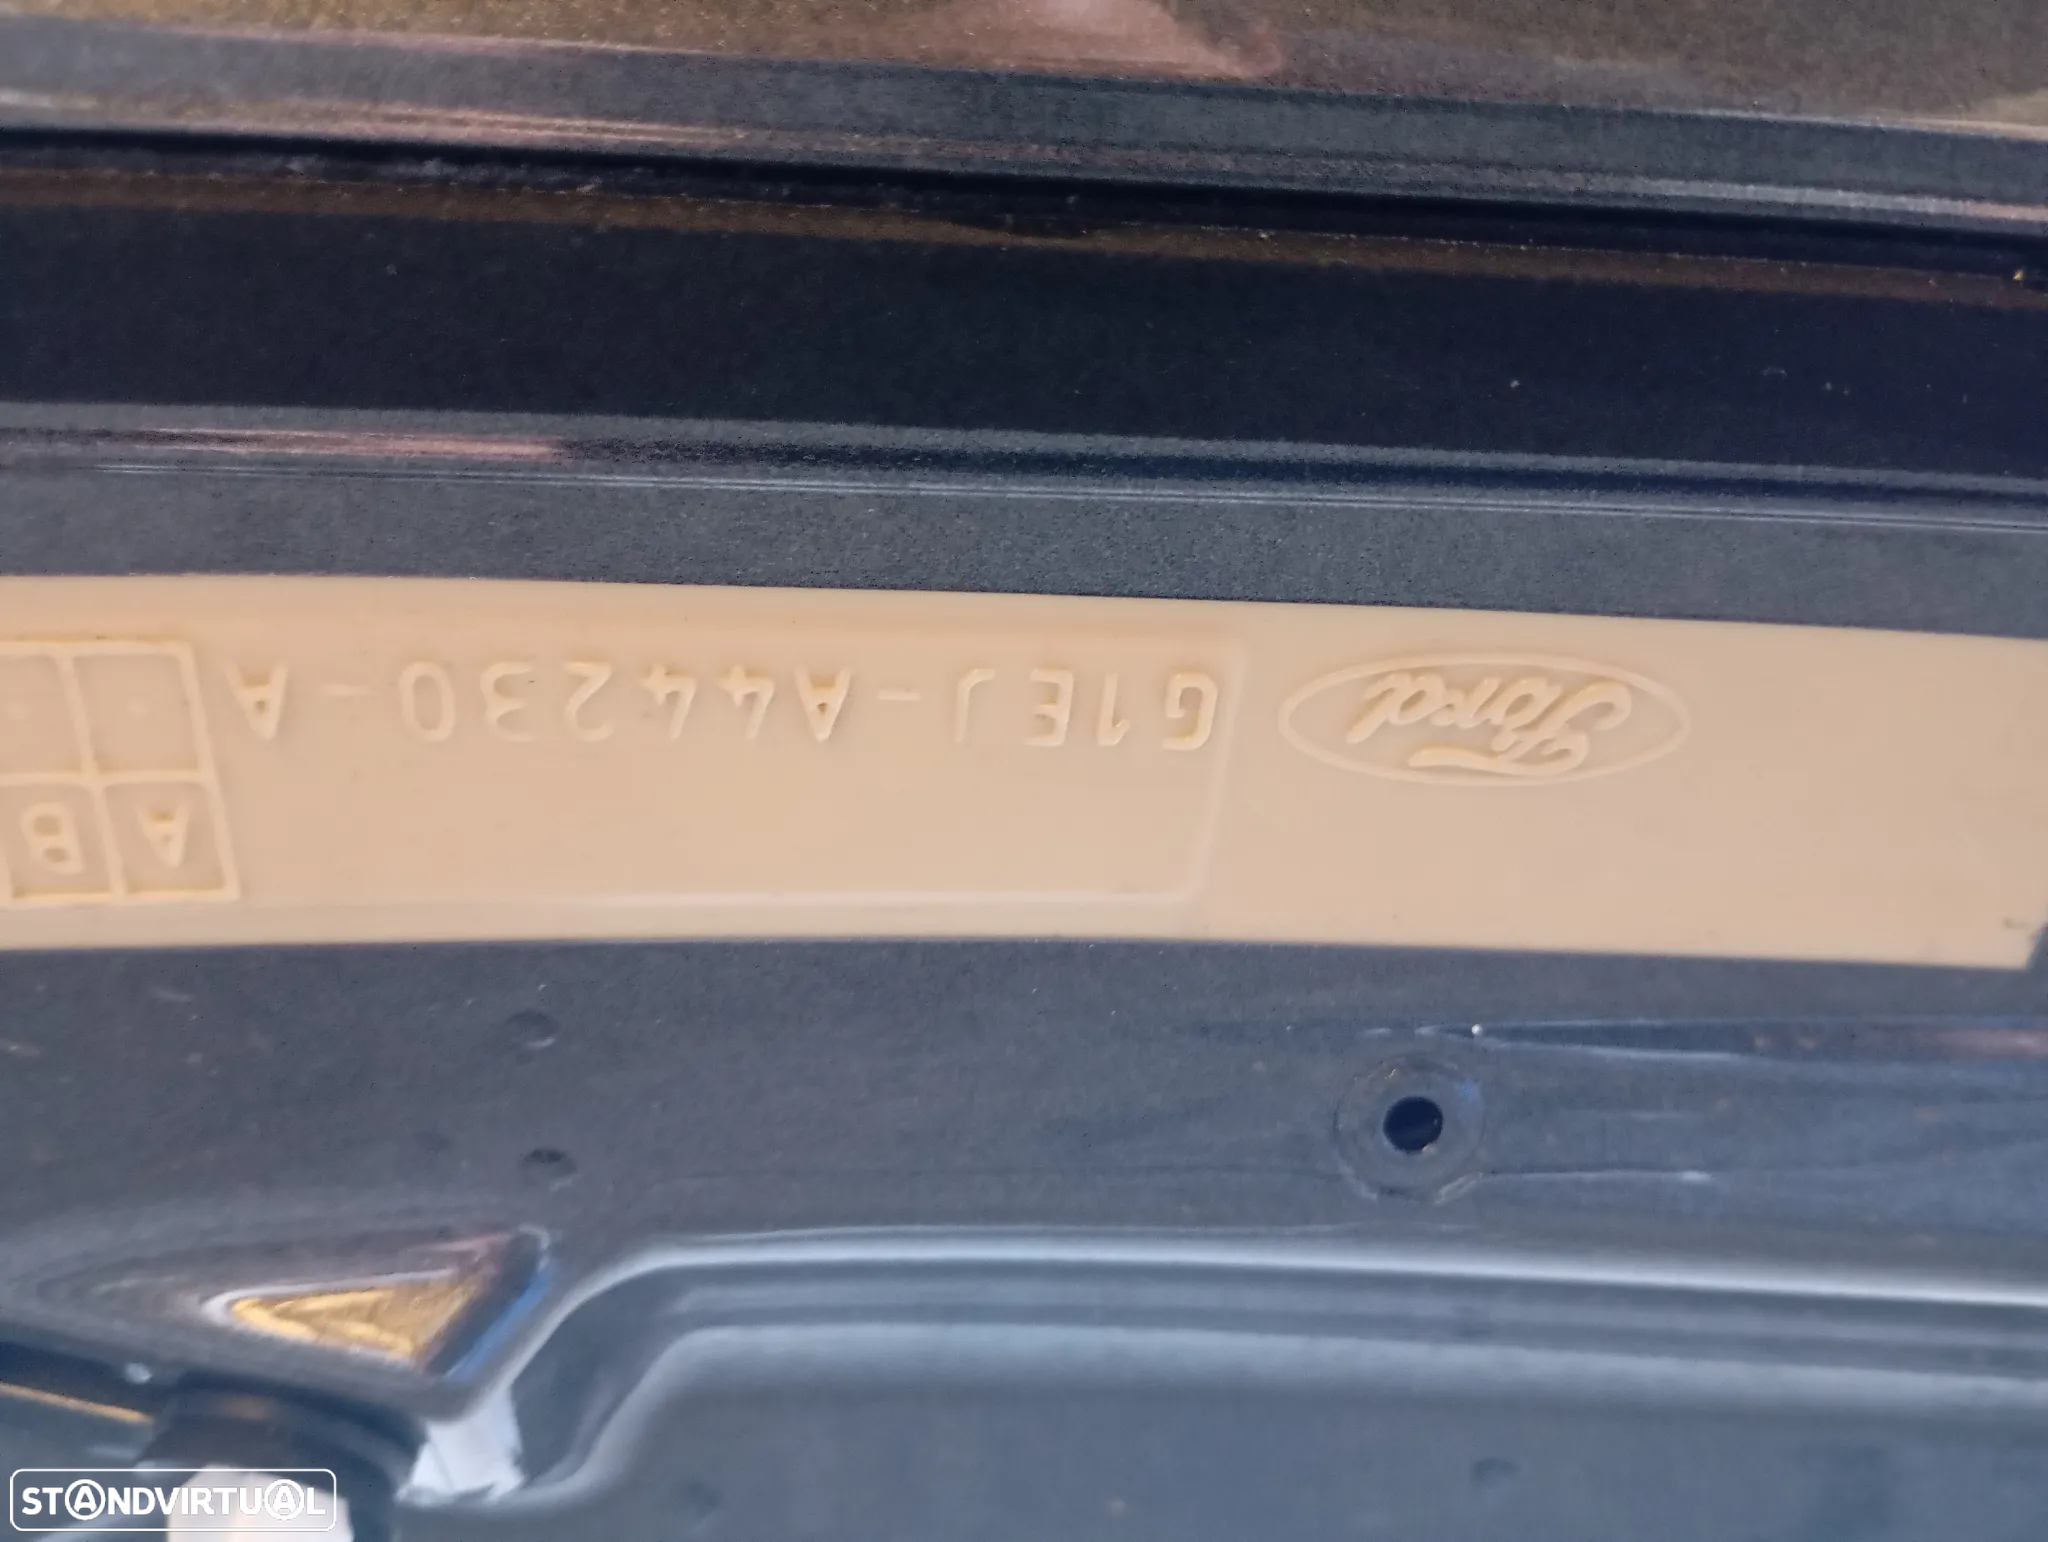 Ford
G1EJ-A44230-A
A B
STANDVIRTUAL